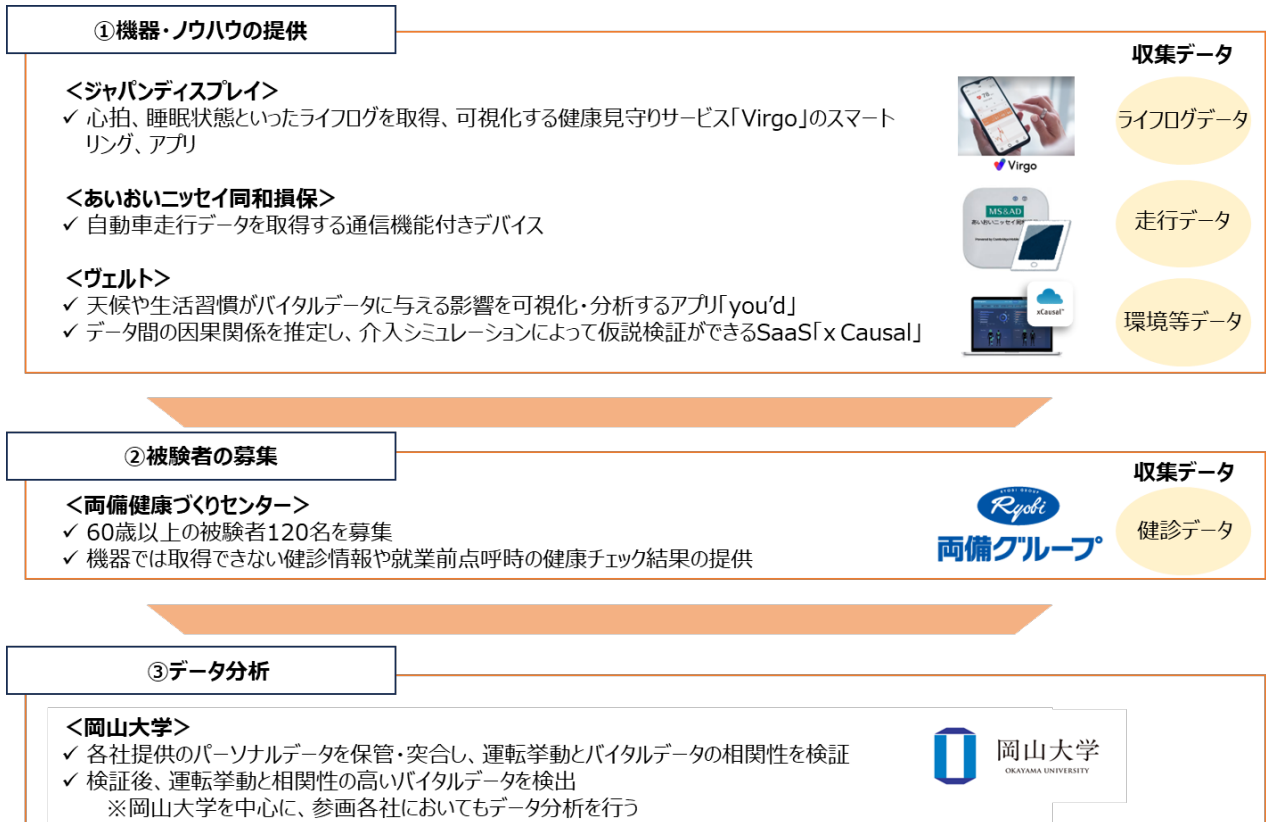 ①機器・ノウハウの提供
収集データ
＜ジャパンディスプレイ＞
✓ 心拍、睡眠状態といったライフログを取得、可視化する健康見守りサービス「Virgo」のスマート
リング、アプリ
Virgo
ライフログデータ
＜あいおいニッセイ同和損保＞
✓ 自動車走行データを取得する通信機能付きデバイス
MS&AD
走行データ
＜ヴェルト＞
✓ 天候や生活習慣がバイタルデータに与える影響を可視化・分析するアプリ「you’d」
✓ データ間の因果関係を推定し、介入シミュレーションによって仮説検証ができるSaaS「x Causal」
xCausal
環境等データ
②被験者の募集
収集データ
＜両備健康づくりセンター＞
✓ 60歳以上の被験者120名を募集
✓ 機器では取得できない健診情報や就業前点呼時の健康チェック結果の提供
RYOBI GROUP
Ryobi
両備グループ
健診データ
③データ分析
＜岡山大学＞
✓ 各社提供のパーソナルデータを保管・突合し、運転挙動とバイタルデータの相関性を検証
✓ 検証後、運転挙動と相関性の高いバイタルデータを検出
※岡山大学を中心に、参画各社においてもデータ分析を行う
岡山大学
OKAYAMA UNIVERSITY